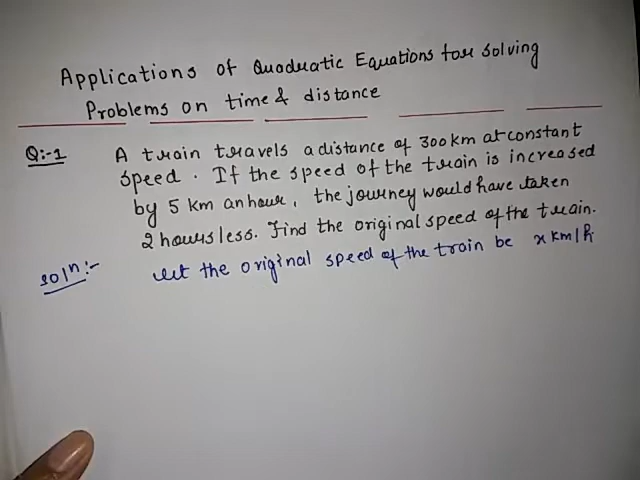 Applications of Quadratic Equations for solving
Problems on time & distance
Q:-1 A train travels a distance of 300 km at constant
speed. If the speed of the train is increased
by 5 km an hour, the journey would have taken
2 hours less. Find the original speed of the train.
Soln:- Let the original speed of the train be x km/h